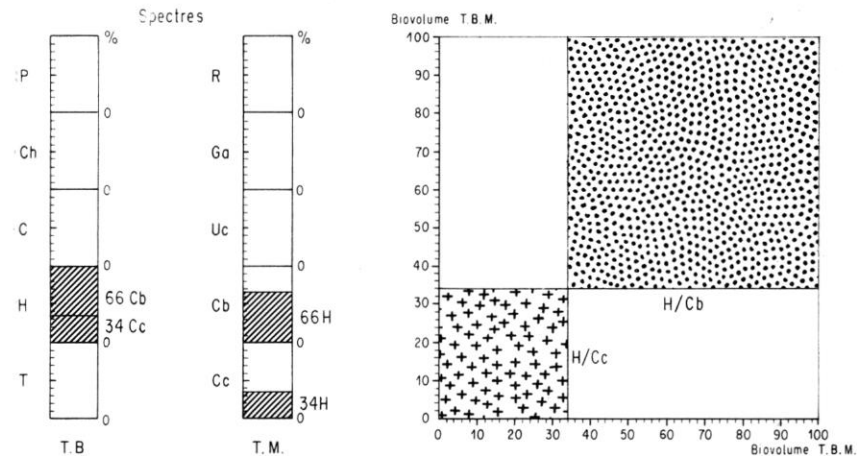 Spectres
%
P
0
Ch
0
C
0
H
66 Cb
34 Cc
0
T
0
T.B
%
R
0
Ga
0
Uc
0
Cb
66H
0
Cc
34H
0
T.M.
Biovolume T.B.M.
100
90
80
70
60
50
40
30
20
10
0
H/Cb
H/Cc
0 10 20 30 40 50 60 70 80 90 100
Biovolume T.B.M.